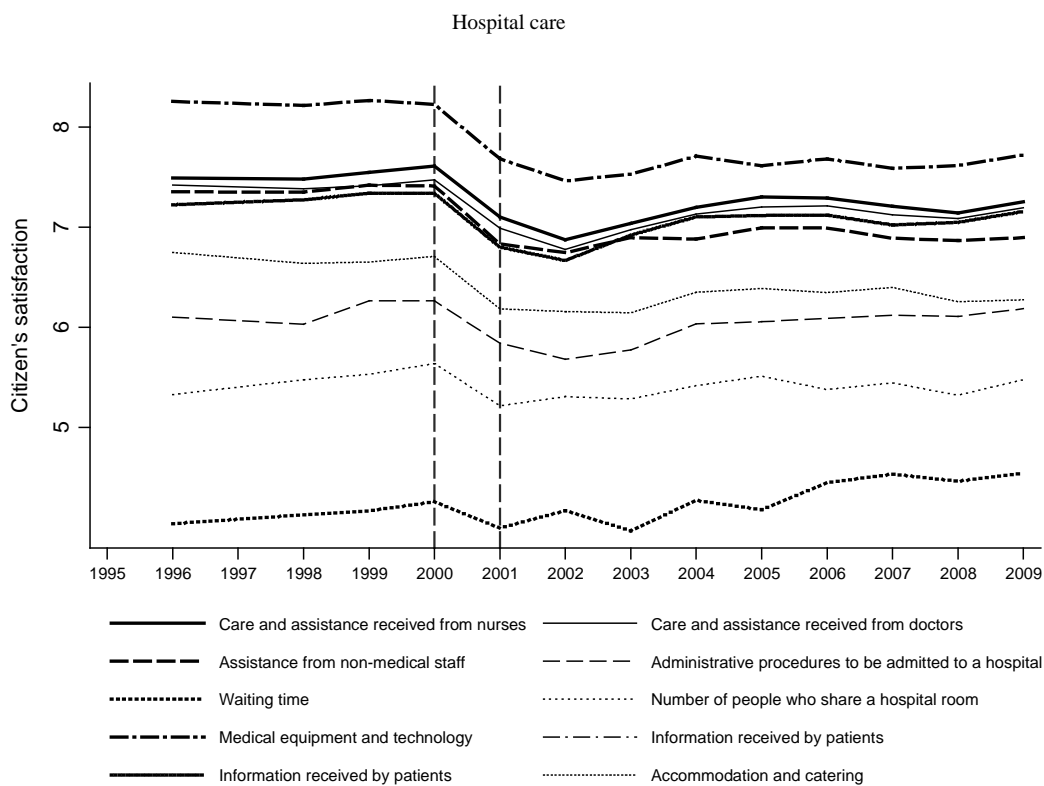 Hospital care
Citizen's satisfaction
8
7
6
5
1995 1996 1997 1998 1999 2000 2001 2002 2003 2004 2005 2006 2007 2008 2009
Care and assistance received from nurses Care and assistance received from doctors
Assistance from non-medical staff Administrative procedures to be admitted to a hospital
Waiting time Number of people who share a hospital room
Medical equipment and technology Information received by patients
Information received by patients Accommodation and catering